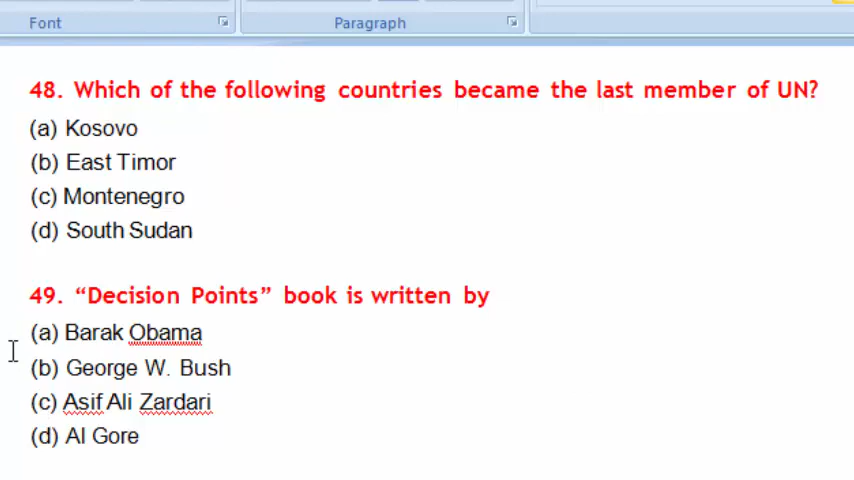 Font
Paragraph
48. Which of the following countries became the last member of UN?
(a) Kosovo
(b) East Timor
(c) Montenegro
(d) South Sudan
49. “Decision Points” book is written by
(a) Barak Obama
(b) George W. Bush
(c) Asif Ali Zardari
(d) Al Gore